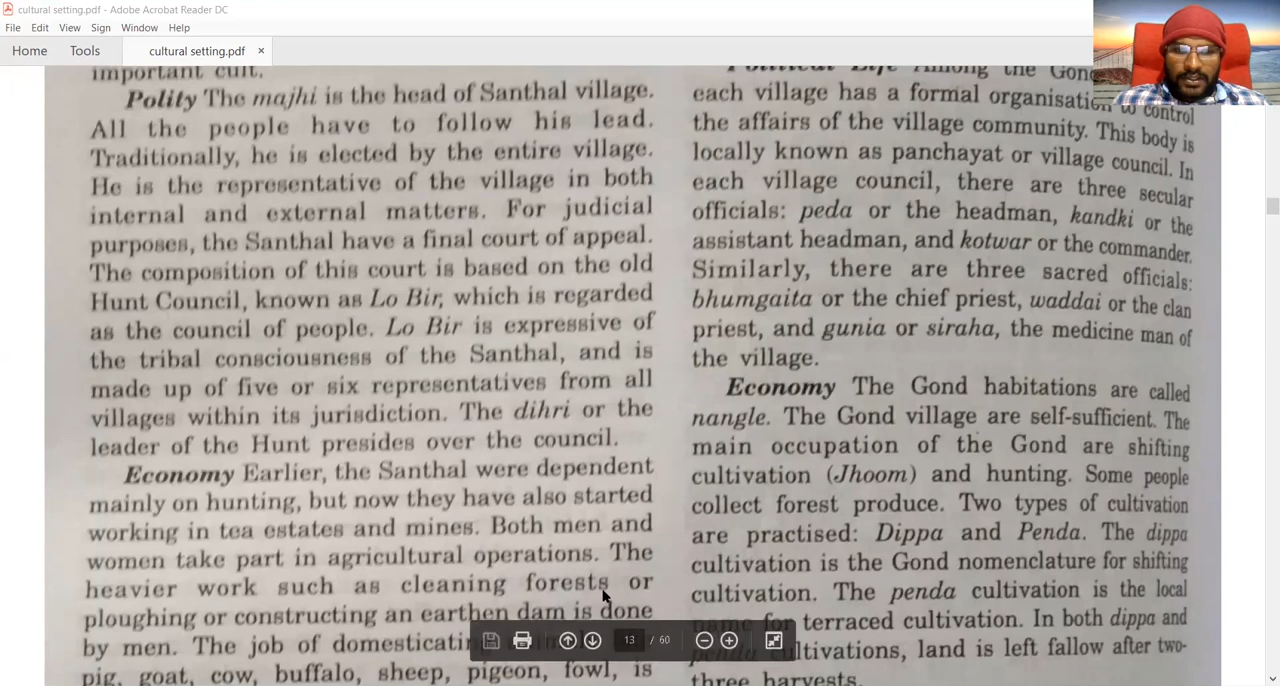 cultural setting.pdf - Adobe Acrobat Reader DC
File Edit View Sign Window Help
Home Tools cultural setting.pdf ×
important cult.
Polity The majhi is the head of Santhal village.
All the people have to follow his lead.
Traditionally, he is elected by the entire village.
He is the representative of the village in both
internal and external matters. For judicial
purposes, the Santhal have a final court of appeal.
The composition of this court is based on the old
Hunt Council, known as Lo Bir, which is regarded
as the council of people. Lo Bir is expressive of
the tribal consciousness of the Santhal, and is
made up of five or six representatives from all
villages within its jurisdiction. The dihri or the
leader of the Hunt presides over the council.
Economy Earlier, the Santhal were dependent
mainly on hunting, but now they have also started
working in tea estates and mines. Both men and
women take part in agricultural operations. The
heavier work such as cleaning forests or
ploughing or constructing an earthen dam is done
by men. The job of
pig, goat, cow, buffalo, sheep, pigeon, fowl, is
Political Life Among the
each village has a formal organisation to control
the affairs of the village community. This body is
locally known as panchayat or village council. In
each village council, there are three secular
officials: peda or the headman, kandki or the
assistant headman, and kotwar or the commander.
Similarly, there are three sacred officials:
bhumgaita or the chief priest, waddai or the clan
priest, and gunia or siraha, the medicine man of
the village.
Economy The Gond habitations are called
nangle. The Gond village are self-sufficient. The
main occupation of the Gond are shifting
cultivation (Jhoom) and hunting. Some people
collect forest produce. Two types of cultivation
are practised: Dippa and Penda. The dippa
cultivation is the Gond nomenclature for shifting
cultivation. The penda cultivation is the local
for terraced cultivation. In both dippa and
cultivations, land is left fallow after two-
three harvests.
13 / 60